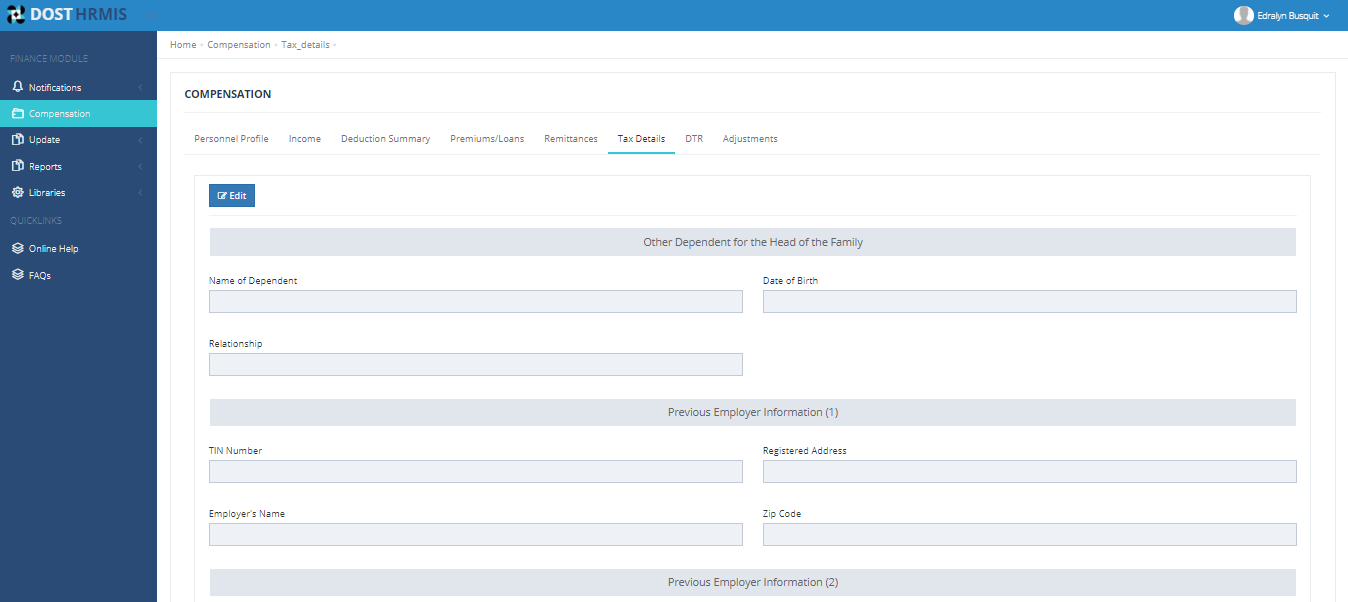 DOST HRMIS
Edralyn Busquit
FINANCE MODULE
Notifications
Compensation
Update
Reports
Libraries
QUICKLINKS
Online Help
FAQs
Home Compensation Tax_details
COMPENSATION
Personnel Profile Income Deduction Summary Premiums/Loans Remittances Tax Details DTR Adjustments
Edit
Other Dependent for the Head of the Family
Name of Dependent Date of Birth
Relationship
Previous Employer Information (1)
TIN Number Registered Address
Employer's Name Zip Code
Previous Employer Information (2)